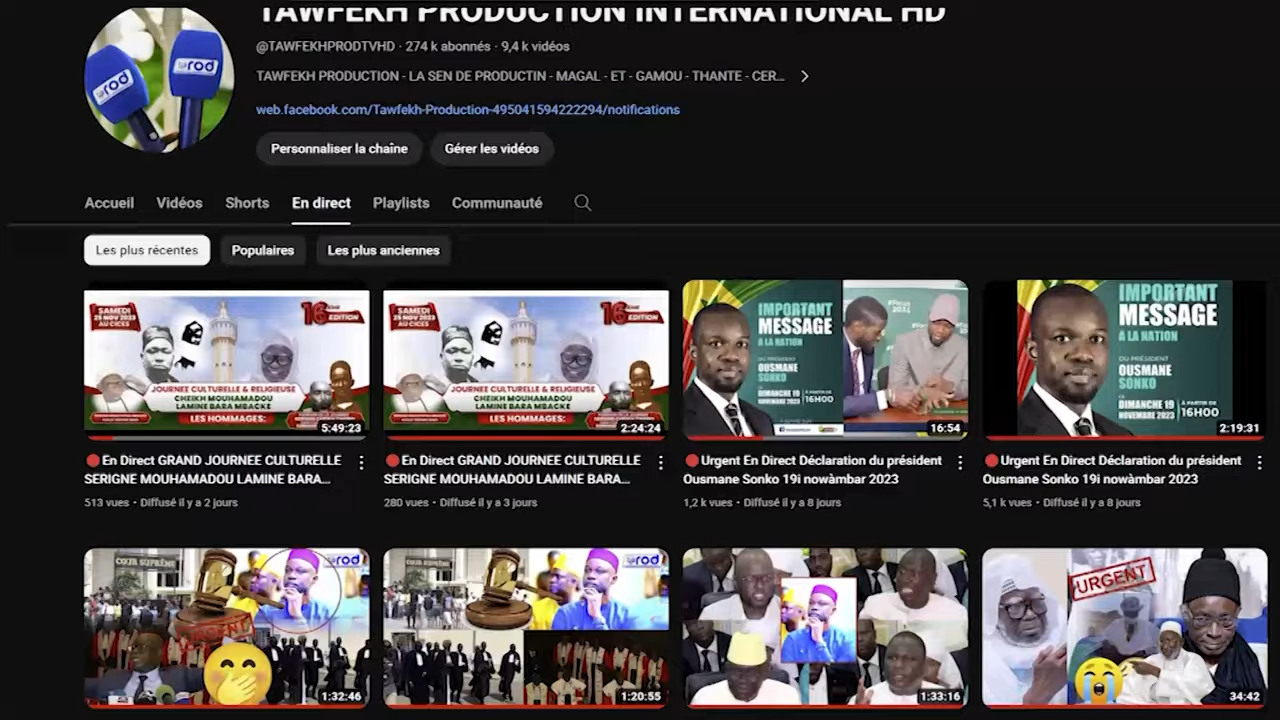 TAWFEKH PRODUCTION INTERNATIONAL HD
@TAWFEKHPRODTVHD · 274 k abonnés · 9,4 k vidéos
TAWFEKH PRODUCTION - LA SEN DE PRODUCTIN - MAGAL - ET - GAMOU - THANTE - CER...
web.facebook.com/Tawfekh-Production-495041594222294/notifications
Personnaliser la chaîne
Gérer les vidéos
Accueil Vidéos Shorts En direct Playlists Communauté
Les plus récentes Populaires Les plus anciennes
SAMEDI
25 NOV 2023
AU CICES
16
EDITION
JOURNEE CULTURELLE & RELIGIEUSE
CHEIKH MOUHAMADOU
LAMINE BARA MBACKE
LES HOMMAGES:
5:49:23
En Direct GRAND JOURNEE CULTURELLE
SERIGNE MOUHAMADOU LAMINE BARA...
513 vues · Diffusé il y a 2 jours
SAMEDI
25 NOV 2023
AU CICES
16
EDITION
JOURNEE CULTURELLE & RELIGIEUSE
CHEIKH MOUHAMADOU
LAMINE BARA MBACKE
LES HOMMAGES:
2:24:24
En Direct GRAND JOURNEE CULTURELLE
SERIGNE MOUHAMADOU LAMINE BARA...
280 vues · Diffusé il y a 3 jours
IMPORTANT
MESSAGE
À LA NATION
DU PRÉSIDENT
OUSMANE
SONKO
DIMANCHE 19
NOVEMBRE 2023
À PARTIR DE
16H00
16:54
Urgent En Direct Déclaration du président
Ousmane Sonko 19i nowàmbar 2023
1,2 k vues · Diffusé il y a 8 jours
IMPORTANT
MESSAGE
À LA NATION
DU PRÉSIDENT
OUSMANE
SONKO
DIMANCHE 19
NOVEMBRE 2023
À PARTIR DE
16H00
2:19:31
Urgent En Direct Déclaration du président
Ousmane Sonko 19i nowàmbar 2023
5,1 k vues · Diffusé il y a 8 jours
COUR SUPRÊME
rod
URGENT
1:32:46
COUR SUPRÊME
rod
1:20:55
1:33:16
URGENT
34:42